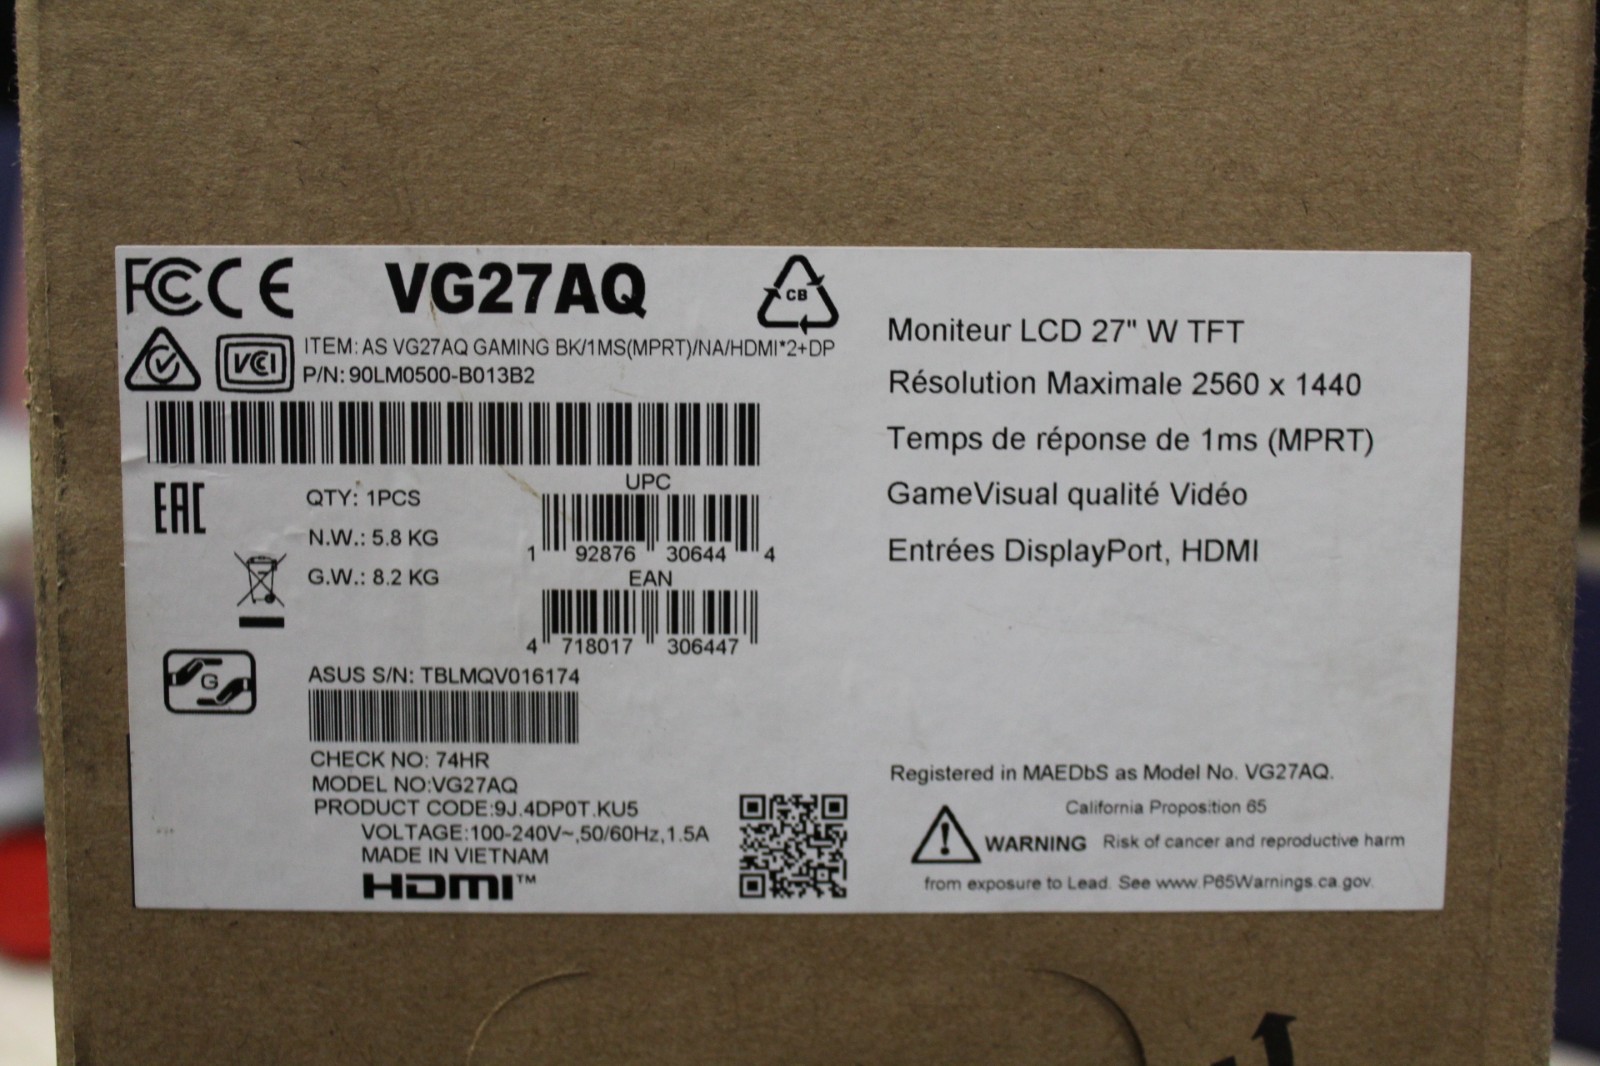 FCC CE
VG27AQ
CB
VCCI
ITEM: AS VG27AQ GAMING BK/1MS(MPRT)/NA/HDMI*2+DP
P/N: 90LM0500-B013B2
EAC
QTY: 1PCS
N.W.: 5.8 KG
G.W.: 8.2 KG
UPC
1 92876 30644 4
EAN
4 718017 306447
G
ASUS S/N: TBLMQV016174
CHECK NO: 74HR
MODEL NO:VG27AQ
PRODUCT CODE:9J.4DP0T.KU5
VOLTAGE:100-240V~,50/60Hz,1.5A
MADE IN VIETNAM
HDMI™
Moniteur LCD 27" W TFT
Résolution Maximale 2560 x 1440
Temps de réponse de 1ms (MPRT)
GameVisual qualité Vidéo
Entrées DisplayPort, HDMI
Registered in MAEDbS as Model No. VG27AQ.
California Proposition 65
WARNING Risk of cancer and reproductive harm
from exposure to Lead. See www.P65Warnings.ca.gov.